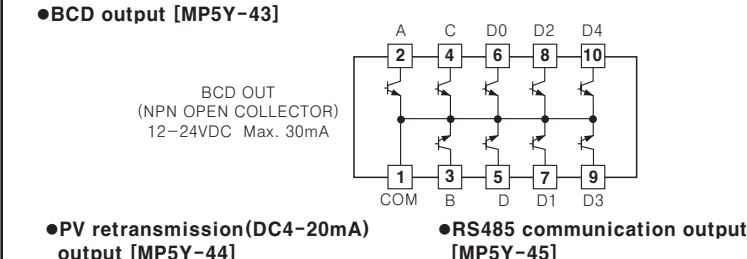 ●BCD output [MP5Y-43]
A C D0 D2 D4
2 4 6 8 10
BCD OUT
(NPN OPEN COLLECTOR)
12-24VDC Max. 30mA
1 3 5 7 9
COM B D D1 D3
●PV retransmission(DC4-20mA)
output [MP5Y-44]
●RS485 communication output
[MP5Y-45]